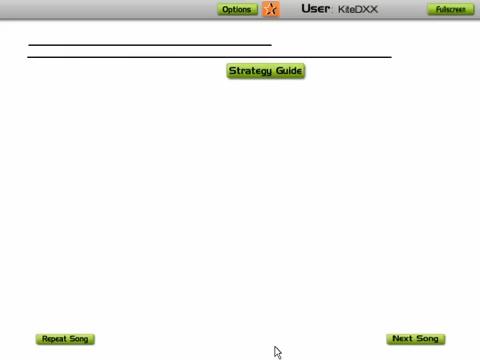 Options User: KiteDXX Fullscreen
Strategy Guide
Repeat Song Next Song